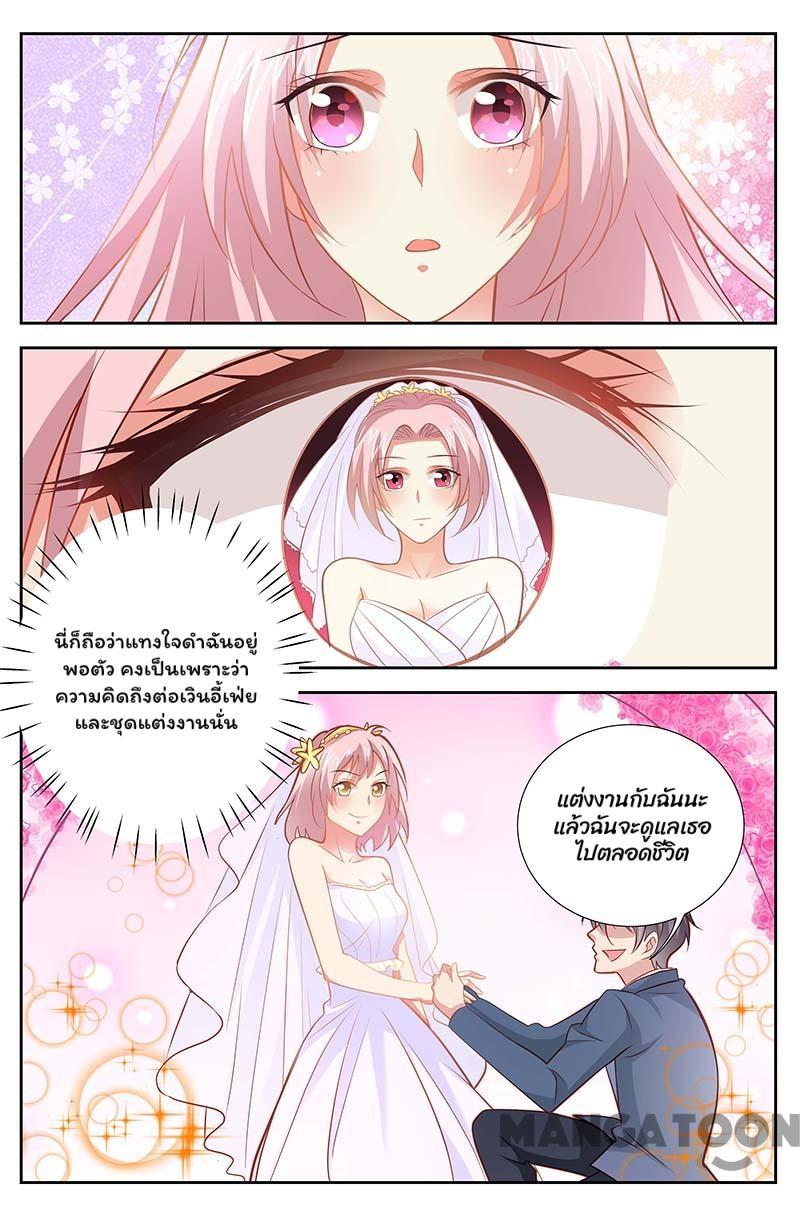 นี่ก็ถือว่าแทงใจดำฉันอยู่
พอตัว คงเป็นเพราะว่า
ความคิดถึงต่อเวินอี้เฟ่ย
และชุดแต่งงานนั่น
แต่งงานกับฉันนะ
แล้วฉันจะดูแลเธอ
ไปตลอดชีวิต
MANGATOON